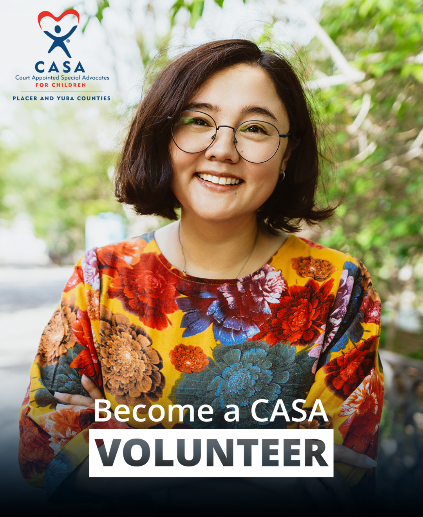 CASA
Court Appointed Special Advocates
FOR CHILDREN
PLACER AND YUBA COUNTIES
Become a CASA
VOLUNTEER